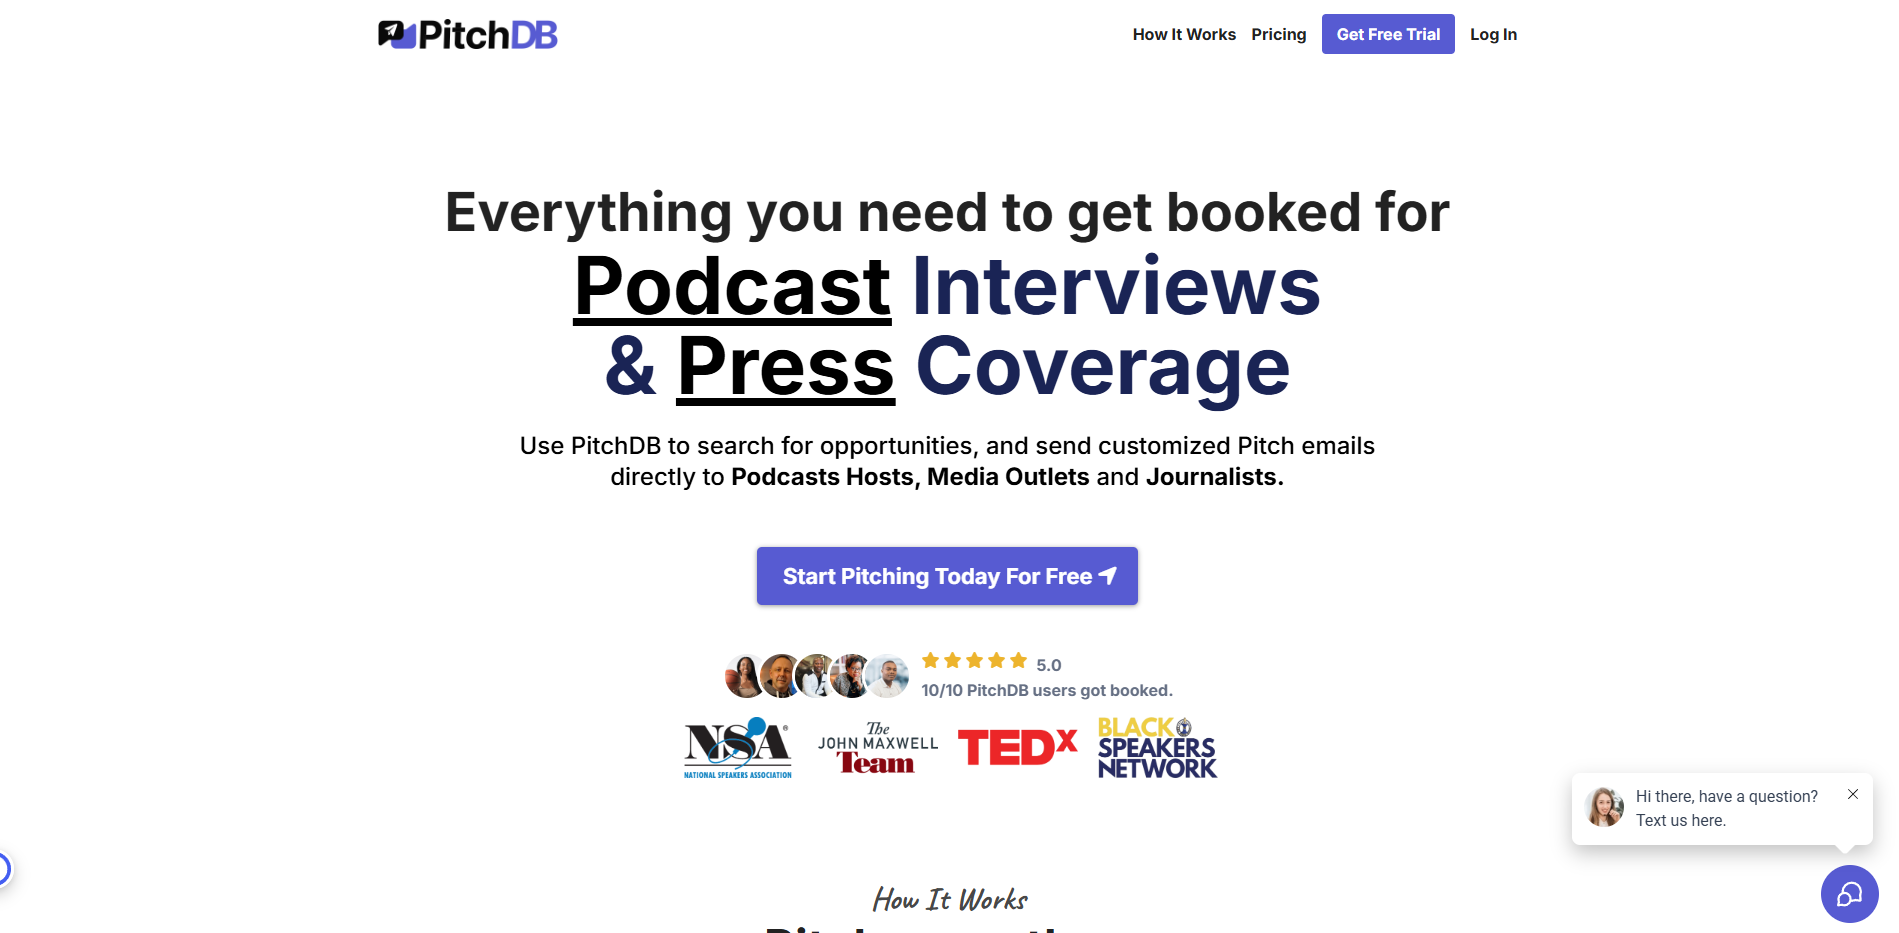 PitchDB
How It Works
Pricing
Get Free Trial
Log In
Everything you need to get booked for
Podcast Interviews
& Press Coverage
Use PitchDB to search for opportunities, and send customized Pitch emails
directly to Podcasts Hosts, Media Outlets and Journalists.
Start Pitching Today For Free
5.0
10/10 PitchDB users got booked.
NSA®
NATIONAL SPEAKERS ASSOCIATION
The
JOHN MAXWELL
Team
TEDx
BLACK
SPEAKERS
NETWORK
Hi there, have a question?
Text us here.
How It Works